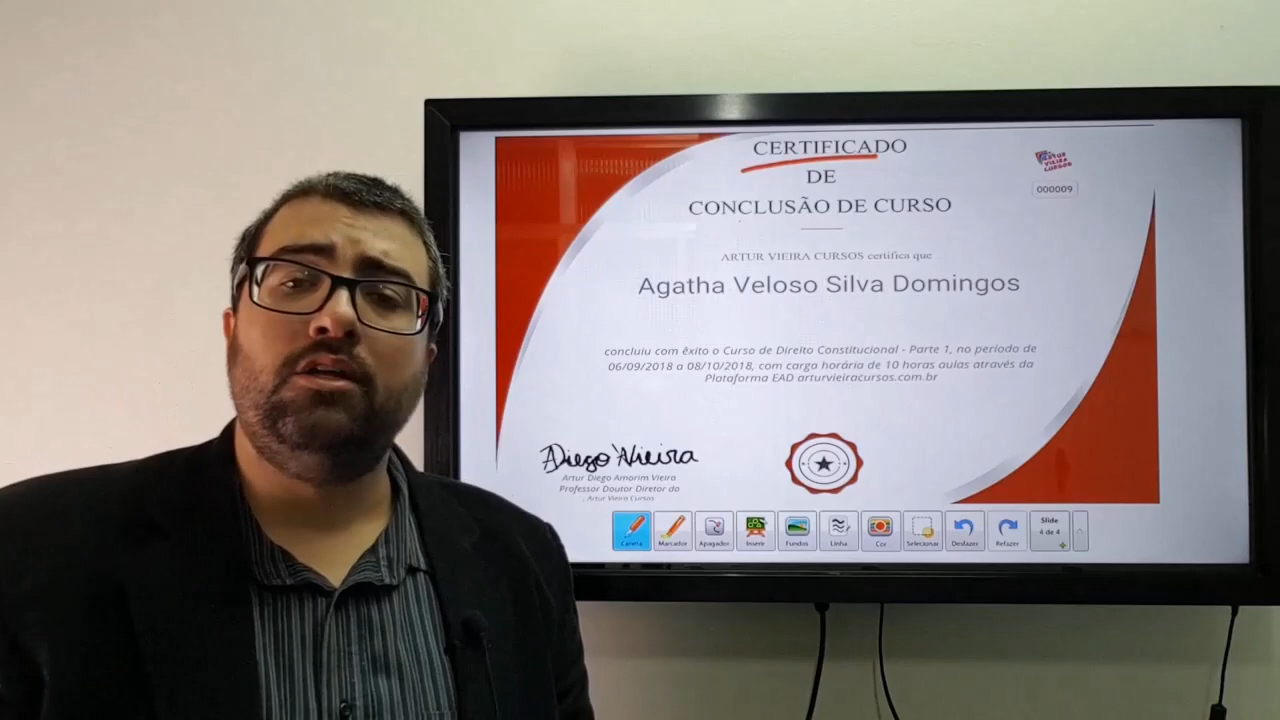 CERTIFICADO
DE
CONCLUSÃO DE CURSO
ARTUR VIEIRA CURSOS
000009
ARTUR VIEIRA CURSOS certifica que
Agatha Veloso Silva Domingos
concluiu com êxito o Curso de Direito Constitucional - Parte 1, no período de
06/09/2018 a 08/10/2018, com carga horária de 10 horas aulas através da
Plataforma EAD arturvieiracursos.com.br
Diego Vieira
Artur Diego Amorim Vieira
Professor Doutor Diretor do
Artur Vieira Cursos
Caneta Marcador Apagador Inserir Fundos Linha Cor Selecionar Desfazer Refazer Slide
4 de 4